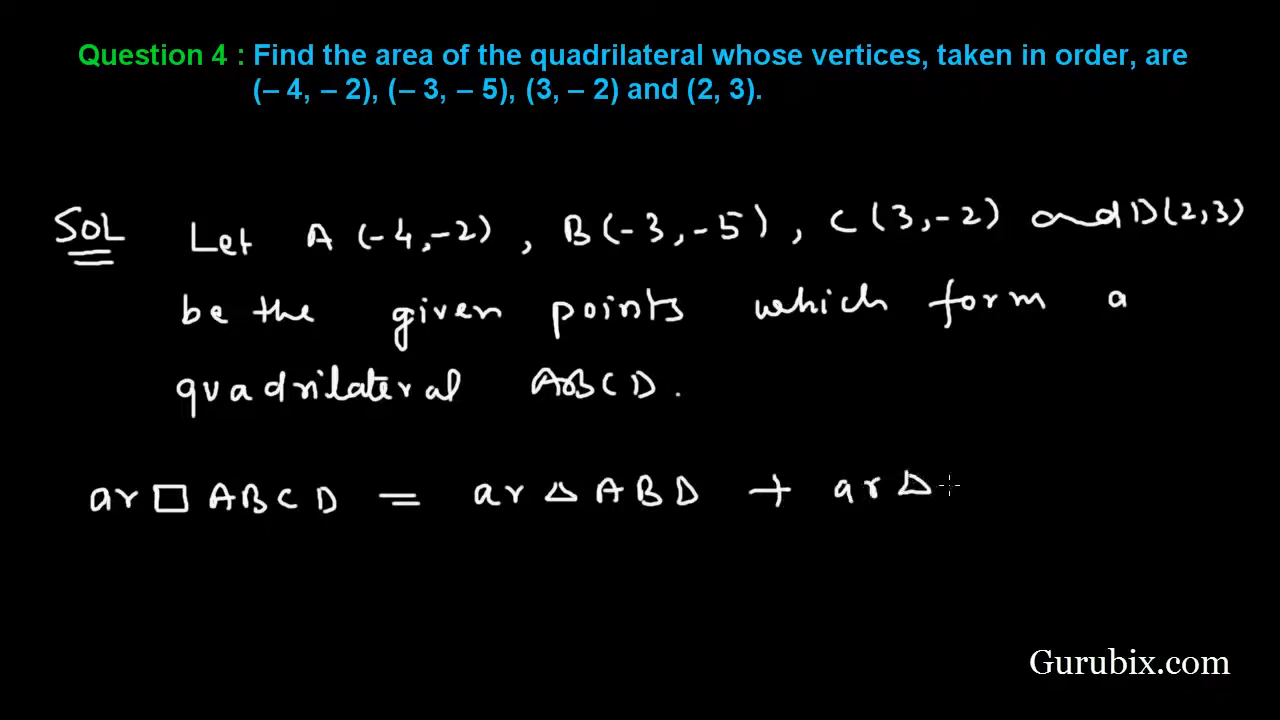 Question 4 : Find the area of the quadrilateral whose vertices, taken in order, are
(– 4, – 2), (– 3, – 5), (3, – 2) and (2, 3).
SOL Let A (-4,-2), B(-3,-5), C(3,-2) and D(2,3)
be the given points which form a
quadrilateral ABCD.
ar □ ABCD = ar △ ABD + ar △
Gurubix.com